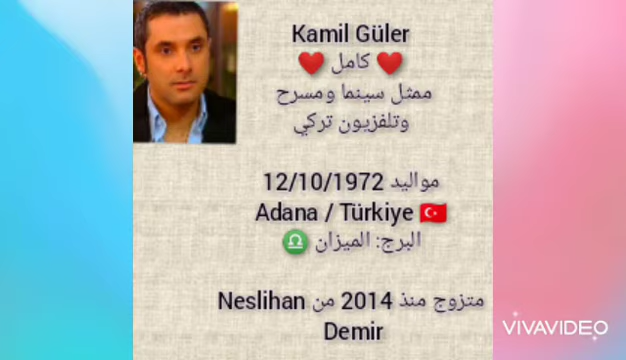 Kamil Güler
❤️ كامل ❤️
ممثل سينما ومسرح
وتلفزيون تركي
مواليد 12/10/1972
Adana / Türkiye 🇹🇷
البرج: الميزان ♎
متزوج منذ 2014 من Neslihan
Demir
VIVAVIDEO